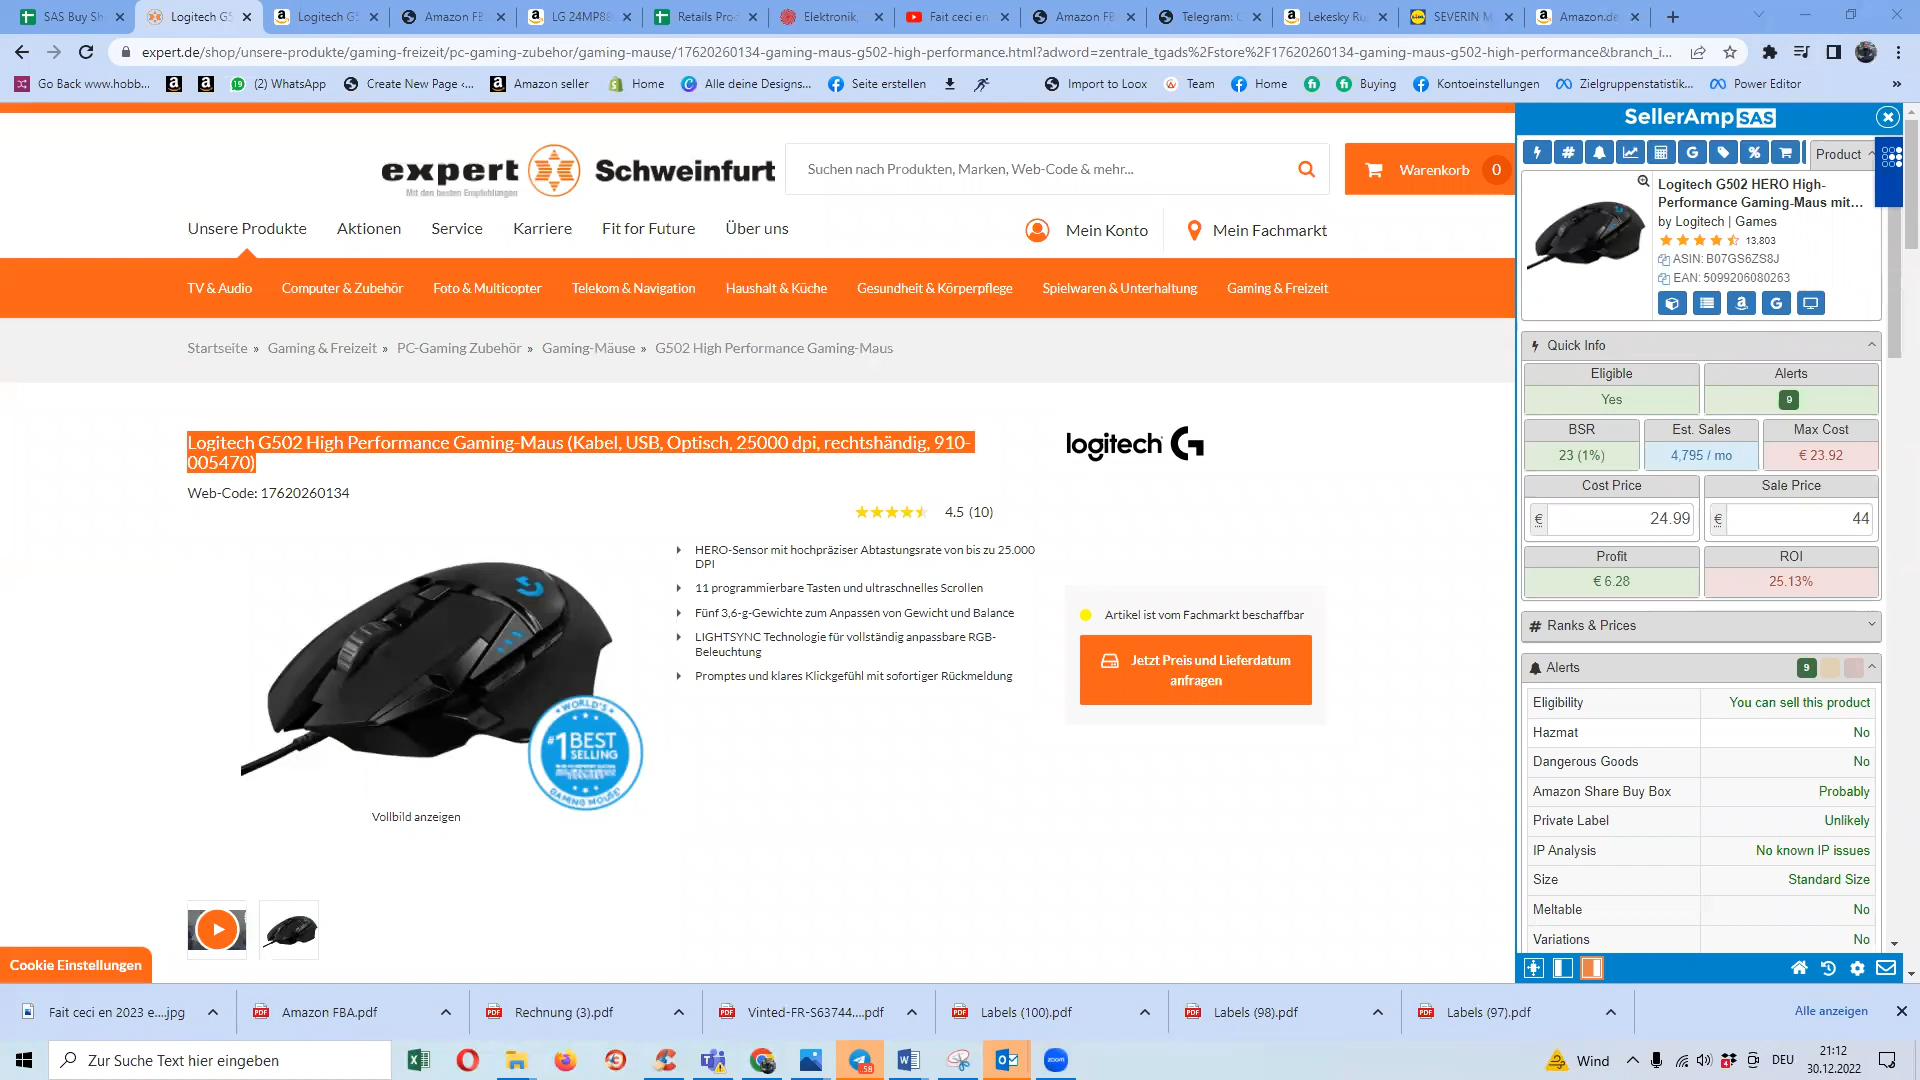 SAS Buy Sh
Logitech G5
Logitech G5
Amazon FB
LG 24MP88
Retails Pro
Elektronik,
Fait ceci en
Amazon FB
Telegram: C
Lekesky Ru
SEVERIN M
Amazon.de
expert.de/shop/unsere-produkte/gaming-freizeit/pc-gaming-zubehor/gaming-mause/17620260134-gaming-maus-g502-high-performance.html?adword=zentrale_tgads%2Fstore%2F17620260134-gaming-maus-g502-high-performance&branch_i...
Go Back www.hobb...
(2) WhatsApp
Create New Page ‹...
Amazon seller
Home
Alle deine Designs...
Seite erstellen
Import to Loox
Team
Home
Buying
Kontoeinstellungen
Zielgruppenstatistik...
Power Editor
»
expert Schweinfurt
Mit den besten Empfehlungen
Suchen nach Produkten, Marken, Web-Code & mehr...
Warenkorb 0
Unsere Produkte
Aktionen
Service
Karriere
Fit for Future
Über uns
Mein Konto
Mein Fachmarkt
TV & Audio
Computer & Zubehör
Foto & Multicopter
Telekom & Navigation
Haushalt & Küche
Gesundheit & Körperpflege
Spielwaren & Unterhaltung
Gaming & Freizeit
Startseite » Gaming & Freizeit » PC-Gaming Zubehör » Gaming-Mäuse » G502 High Performance Gaming-Maus
Logitech G502 High Performance Gaming-Maus (Kabel, USB, Optisch, 25000 dpi, rechtshändig, 910-
005470)
logitech G
Web-Code: 17620260134
4.5 (10)
HERO-Sensor mit hochpräziser Abtastungsrate von bis zu 25.000
DPI
11 programmierbare Tasten und ultraschnelles Scrollen
Fünf 3,6-g-Gewichte zum Anpassen von Gewicht und Balance
LIGHTSYNC Technologie für vollständig anpassbare RGB-
Beleuchtung
Promptes und klares Klickgefühl mit sofortiger Rückmeldung
Artikel ist vom Fachmarkt beschaffbar
Jetzt Preis und Lieferdatum
anfragen
WORLD'S
#1 BEST
SELLING
GAMING MOUSE
Vollbild anzeigen
Cookie Einstellungen
SellerAmp SAS
Product
Logitech G502 HERO High-
Performance Gaming-Maus mit...
by Logitech | Games
13,803
ASIN: B07GS6ZS8J
EAN: 5099206080263
Quick Info
Eligible
Alerts
Yes
9
BSR
Est. Sales
Max Cost
23 (1%)
4,795 / mo
€ 23.92
Cost Price
Sale Price
€ 24.99
€ 44
Profit
ROI
€ 6.28
25.13%
Ranks & Prices
Alerts 9
Eligibility You can sell this product
Hazmat No
Dangerous Goods No
Amazon Share Buy Box Probably
Private Label Unlikely
IP Analysis No known IP issues
Size Standard Size
Meltable No
Variations No
Fait ceci en 2023 e....jpg
Amazon FBA.pdf
Rechnung (3).pdf
Vinted-FR-S63744....pdf
Labels (100).pdf
Labels (98).pdf
Labels (97).pdf
Alle anzeigen
Zur Suche Text hier eingeben
58
zoom
Wind
DEU
21:12
30.12.2022